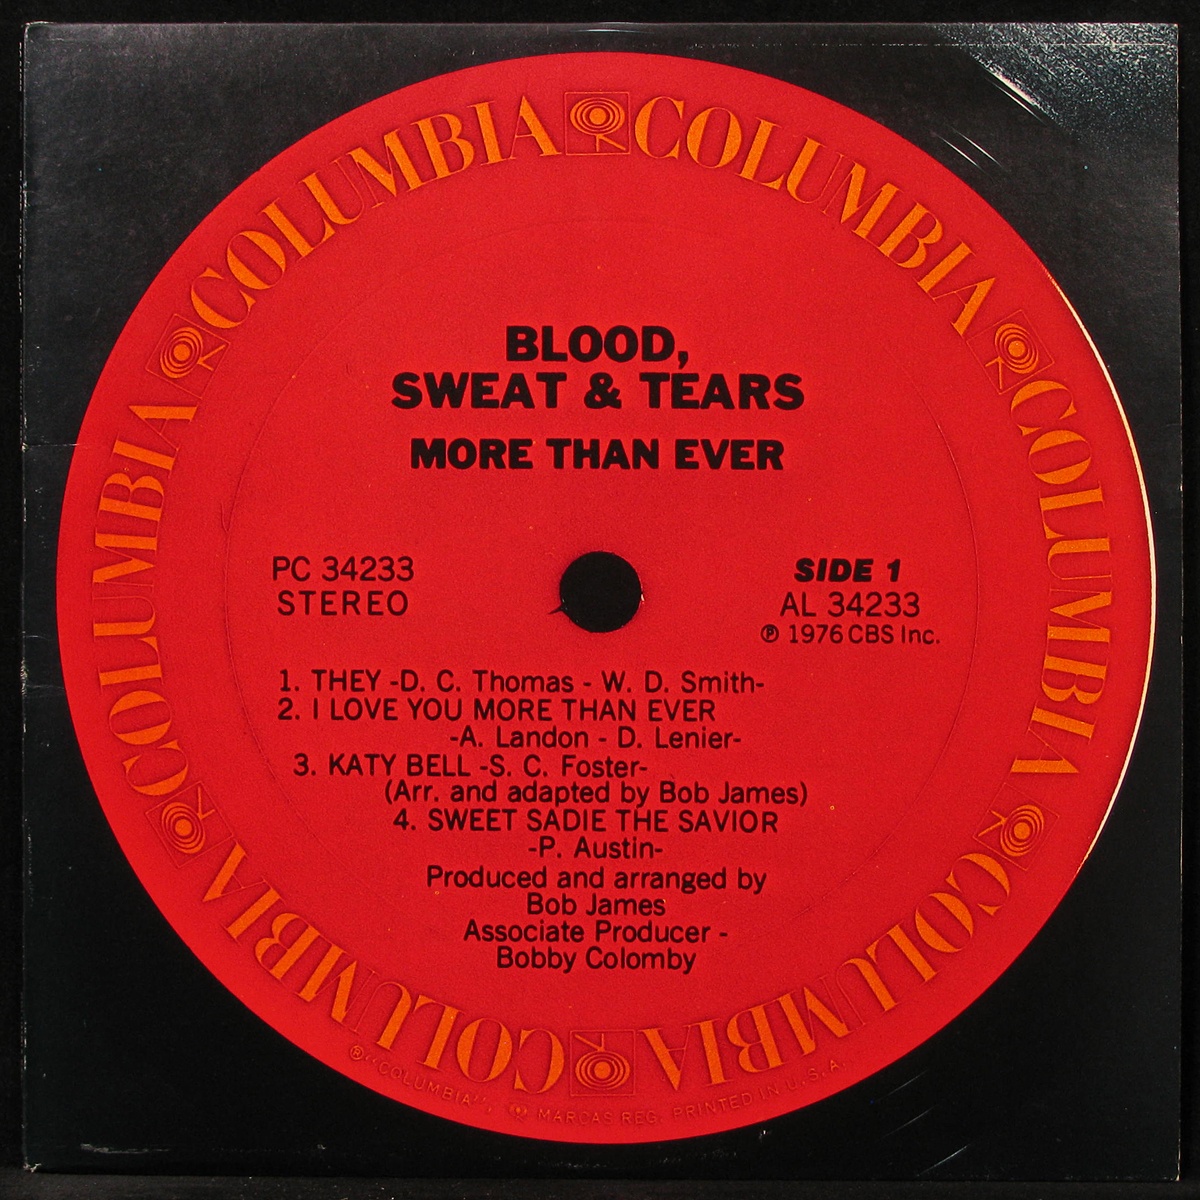 COLUMBIA COLUMBIA COLUMBIA COLUMBIA COLUMBIA COLUMBIA
BLOOD,
SWEAT & TEARS
MORE THAN EVER
PC 34233
STEREO
SIDE 1
AL 34233
℗ 1976 CBS Inc.
1. THEY -D. C. Thomas - W. D. Smith-
2. I LOVE YOU MORE THAN EVER
-A. Landon - D. Lenier-
3. KATY BELL -S. C. Foster-
(Arr. and adapted by Bob James)
4. SWEET SADIE THE SAVIOR
-P. Austin-
Produced and arranged by
Bob James
Associate Producer -
Bobby Colomby
® "COLUMBIA", MARCAS REG. PRINTED IN U.S.A.